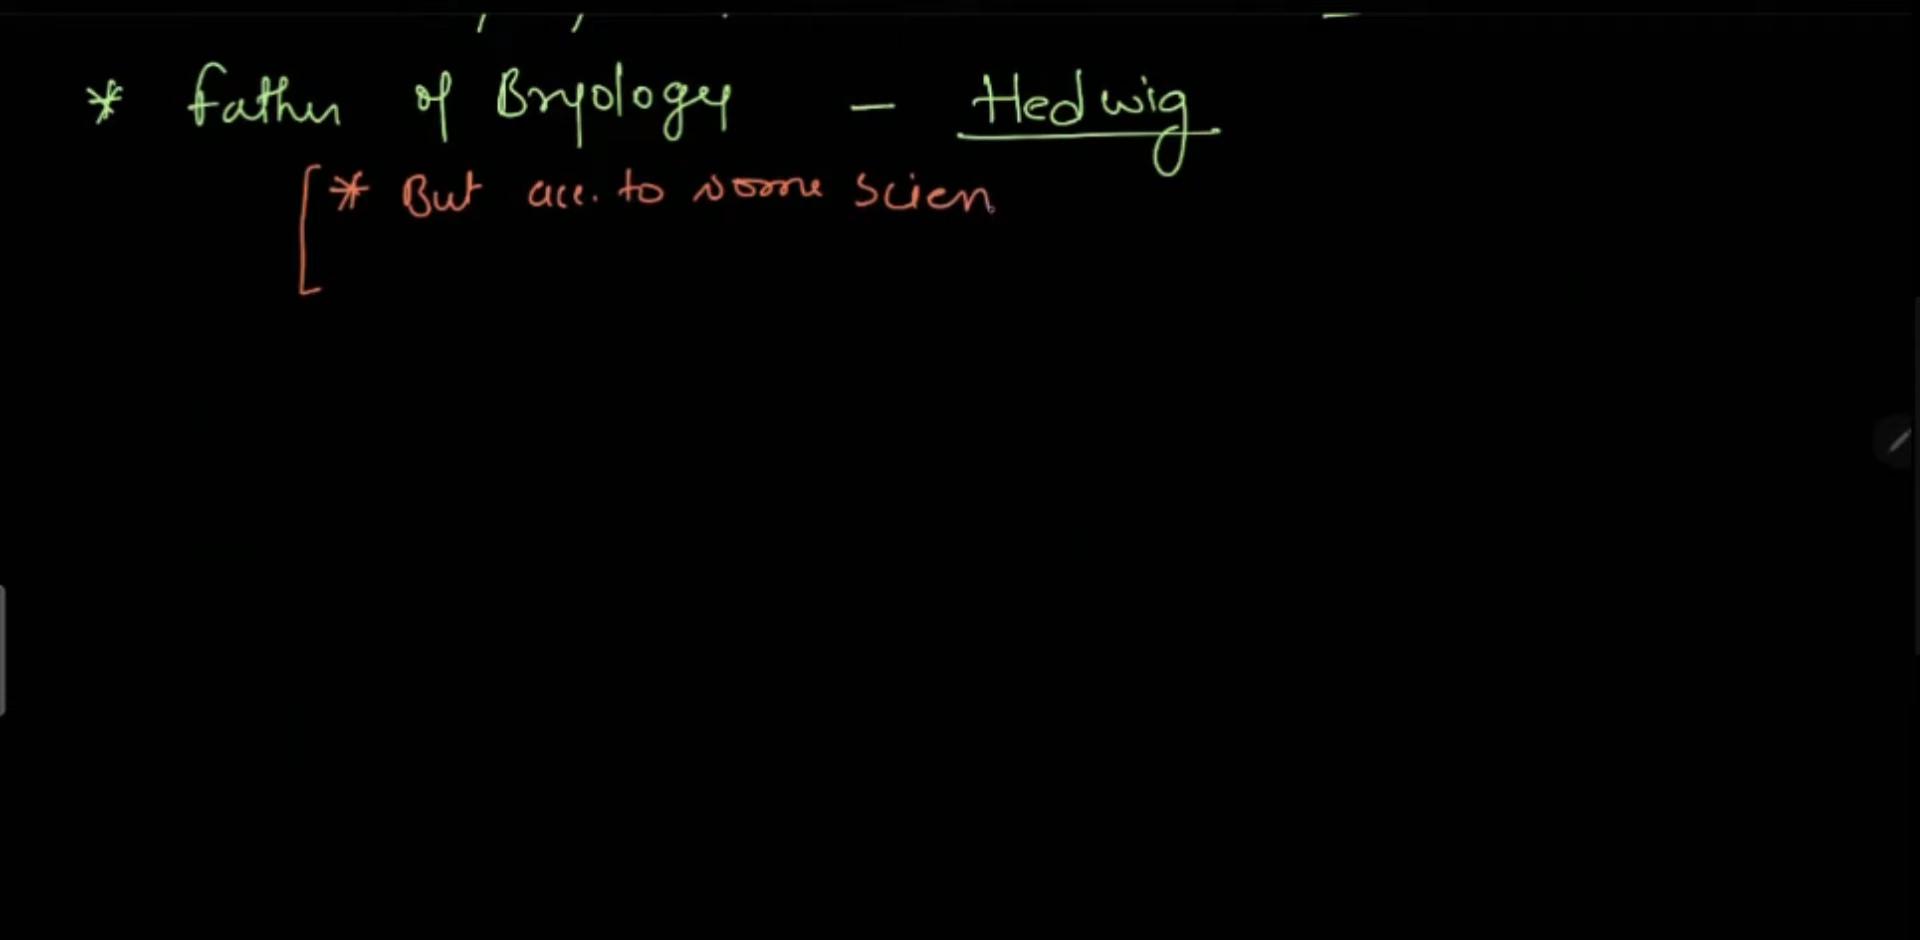 * Father of Bryology - Hedwig
[* But acc. to some Scien